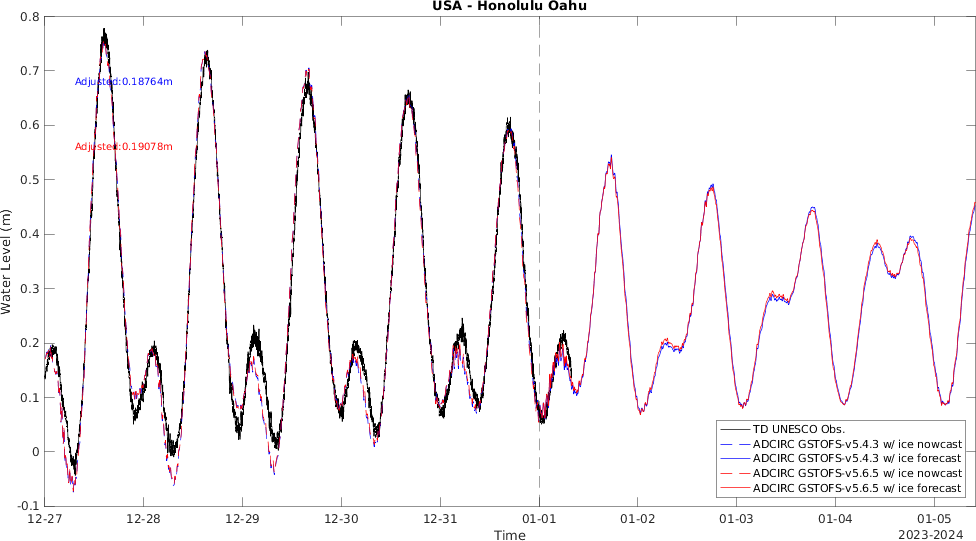 USA - Honolulu Oahu
0.8
0.7
0.6
0.5
0.4
0.3
0.2
0.1
0
-0.1
Water Level (m)
Adjusted:0.18764m
Adjusted:0.19078m
TD UNESCO Obs.
ADCIRC GSTOFS-v5.4.3 w/ ice nowcast
ADCIRC GSTOFS-v5.4.3 w/ ice forecast
ADCIRC GSTOFS-v5.6.5 w/ ice nowcast
ADCIRC GSTOFS-v5.6.5 w/ ice forecast
12-27 12-28 12-29 12-30 12-31 01-01 01-02 01-03 01-04 01-05
Time
2023-2024